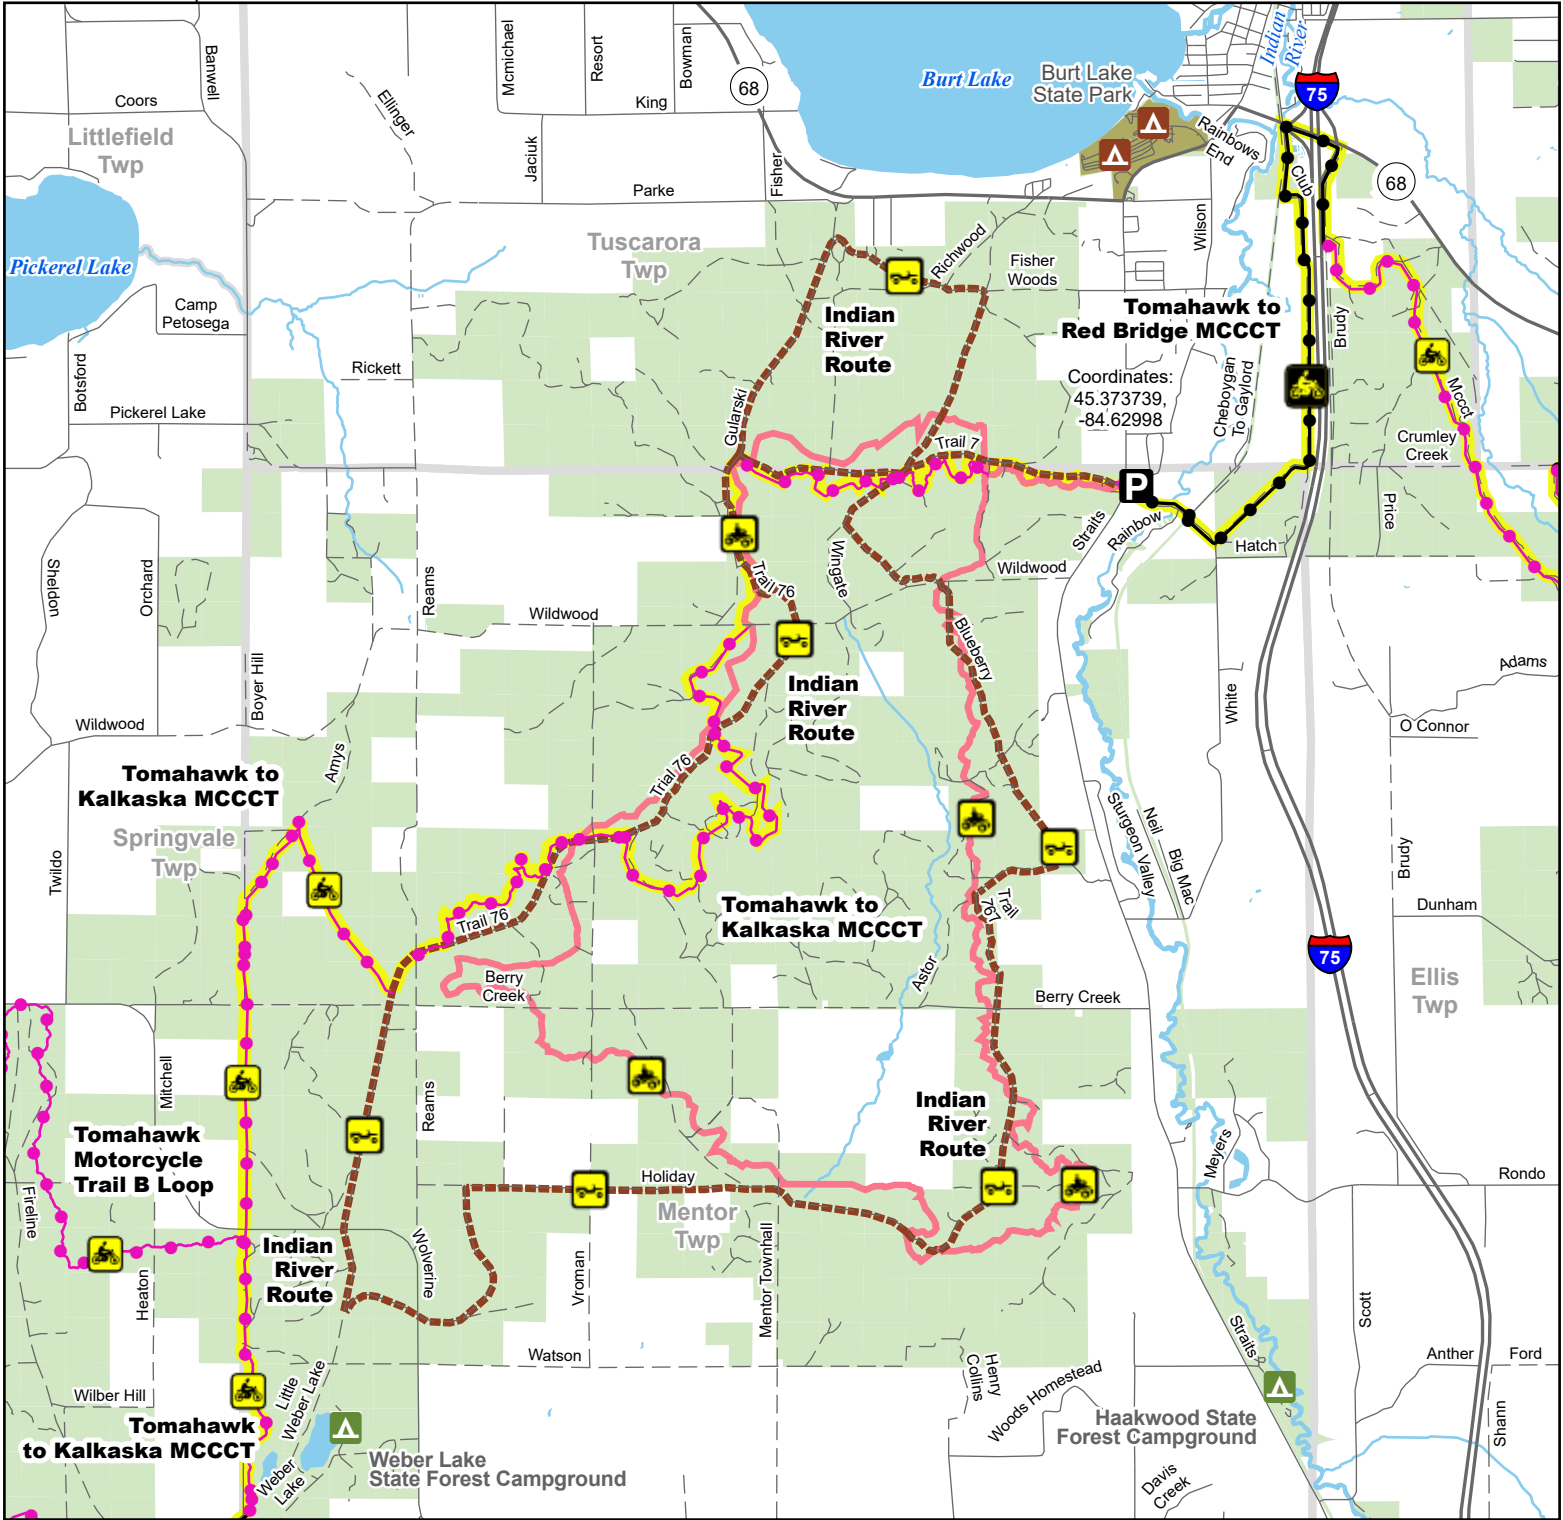 Banwell
Mcmichael
Resort
Bowman
Indian
River
75
68
Burt Lake
Burt Lake
State Park
Coors
Ellinger
King
Littlefield
Twp
Rainbows
End
Jaciuk
Fisher
Club
68
Parke
Wilson
Pickerel Lake
Tuscarora
Twp
Richwood
Fisher
Woods
Camp
Petosega
Indian
River
Route
Tomahawk to
Red Bridge MCCCT
Brudy
Botsford
Rickett
Coordinates:
45.373739,
-84.62998
Cheboygan
To Gaylord
Mccct
Pickerel Lake
Gularski
Trail 7
Crumley
Creek
P
Price
Straits
Rainbow
Hatch
Sheldon
Orchard
Reams
Trail 76
Wingate
Wildwood
Wildwood
Blueberry
Boyer Hill
Indian
River
Route
White
Adams
Wildwood
O Connor
Amys
Trial 76
Tomahawk to
Kalkaska MCCCT
Springvale
Twp
Sturgeon Valley
Neil
Big Mac
Twildo
Brudy
Trail 76
Tomahawk to
Kalkaska MCCCT
Trail
767
Dunham
75
Astor
Berry
Creek
Berry Creek
Ellis
Twp
Mitchell
Reams
Tomahawk
Motorcycle
Trail B Loop
Indian
River
Route
Meyers
Holiday
Rondo
Fireline
Mentor
Twp
Indian
River
Route
Wolverine
Heaton
Vroman
Mentor Townhall
Scott
Straits
Watson
Anther
Ford
Henry
Collins
Woods Homestead
Wilber Hill
Little
Weber Lake
Tomahawk
to Kalkaska MCCCT
Haakwood State
Forest Campground
Shann
Weber Lake
State Forest Campground
Weber
Lake
Davis
Creek